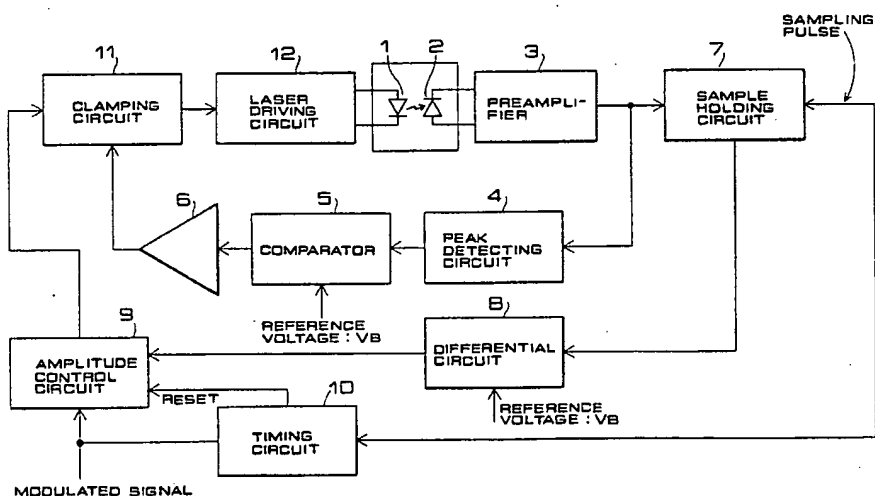 SAMPLING
PULSE
11
12
1
2
3
7
CLAMPING
CIRCUIT
LASER
DRIVING
CIRCUIT
PREAMPLI-
FIER
SAMPLE
HOLDING
CIRCUIT
6
5
4
COMPARATOR
PEAK
DETECTING
CIRCUIT
REFERENCE
VOLTAGE : VB
9
8
AMPLITUDE
CONTROL
CIRCUIT
DIFFERENTIAL
CIRCUIT
RESET
10
TIMING
CIRCUIT
REFERENCE
VOLTAGE : VB
MODULATED SIGNAL